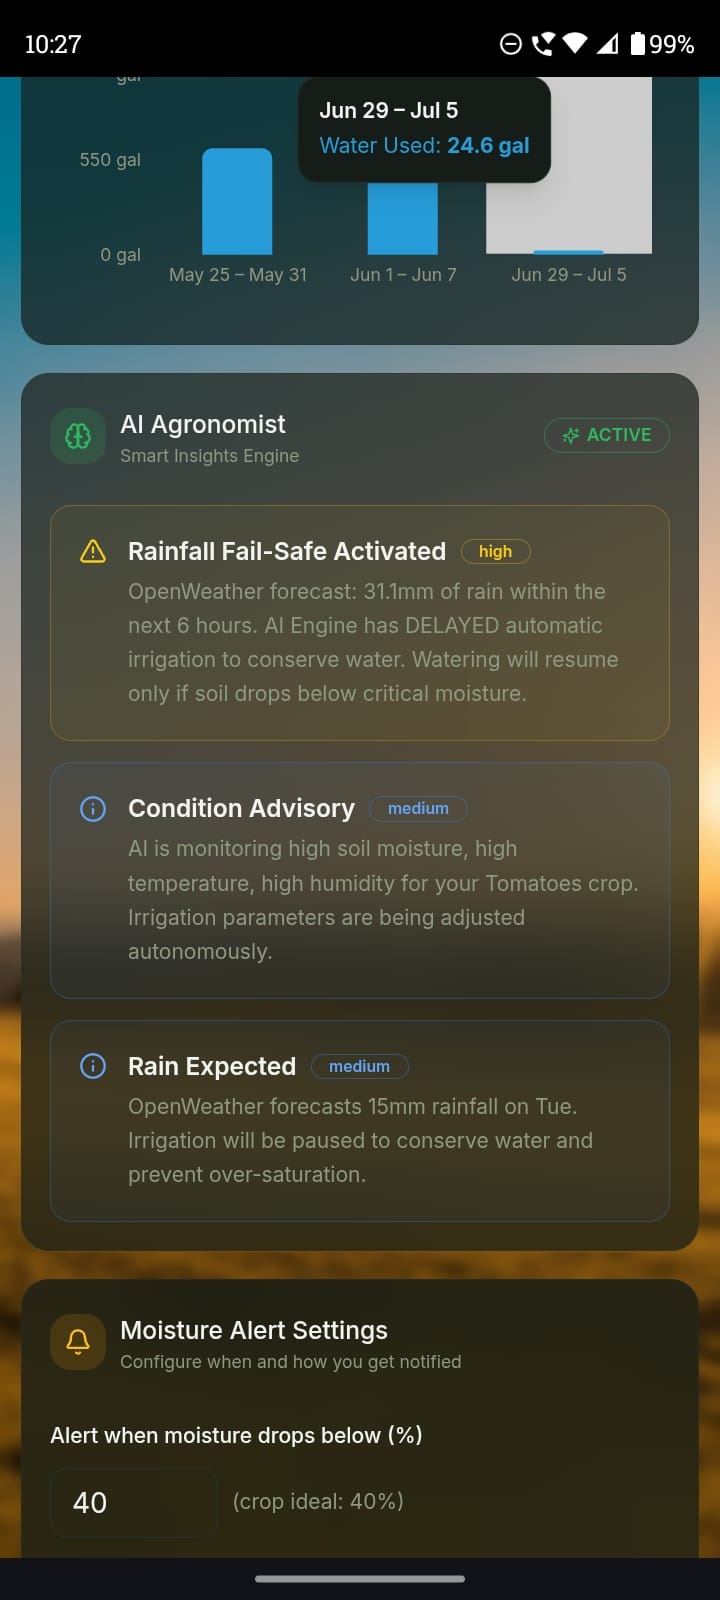 10:27
99%
gal
Jun 29 – Jul 5
Water Used: 24.6 gal
550 gal
0 gal
May 25 – May 31
Jun 1 – Jun 7
Jun 29 – Jul 5
AI Agronomist
Smart Insights Engine
ACTIVE
Rainfall Fail-Safe Activated
high
OpenWeather forecast: 31.1mm of rain within the
next 6 hours. AI Engine has DELAYED automatic
irrigation to conserve water. Watering will resume
only if soil drops below critical moisture.
Condition Advisory
medium
AI is monitoring high soil moisture, high
temperature, high humidity for your Tomatoes crop.
Irrigation parameters are being adjusted
autonomously.
Rain Expected
medium
OpenWeather forecasts 15mm rainfall on Tue.
Irrigation will be paused to conserve water and
prevent over-saturation.
Moisture Alert Settings
Configure when and how you get notified
Alert when moisture drops below (%)
40
(crop ideal: 40%)